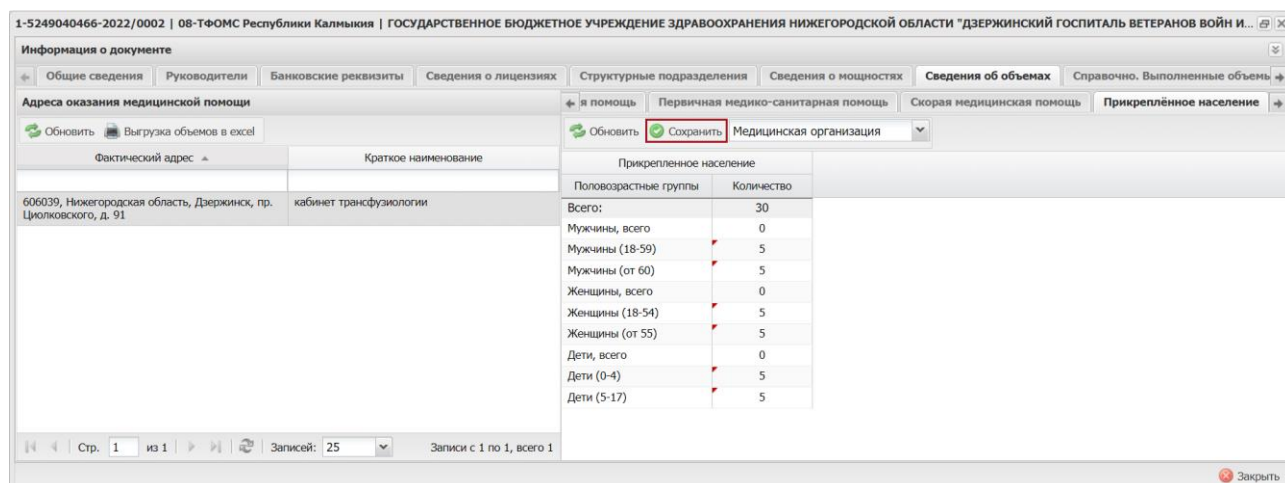 1-5249040466-2022/0002 | 08-ТФОМС Республики Калмыкия | ГОСУДАРСТВЕННОЕ БЮДЖЕТНОЕ УЧРЕЖДЕНИЕ ЗДРАВООХРАНЕНИЯ НИЖЕГОРОДСКОЙ ОБЛАСТИ "ДЗЕРЖИНСКИЙ ГОСПИТАЛЬ ВЕТЕРАНОВ ВОЙН И...
Информация о документе
Общие сведения Руководители Банковские реквизиты Сведения о лицензиях Структурные подразделения Сведения о мощностях Сведения об объемах Справочно. Выполненные объемы
Адреса оказания медицинской помощи
я помощь Первичная медико-санитарная помощь Скорая медицинская помощь Прикреплённое население
Обновить Выгрузка объемов в excel
Обновить Сохранить Медицинская организация
Фактический адрес Краткое наименование
606039, Нижегородская область, Дзержинск, пр. Циолковского, д. 91
кабинет трансфузиологии
Прикрепленное население
Половозрастные группы Количество
Всего: 30
Мужчины, всего 0
Мужчины (18-59) 5
Мужчины (от 60) 5
Женщины, всего 0
Женщины (18-54) 5
Женщины (от 55) 5
Дети, всего 0
Дети (0-4) 5
Дети (5-17) 5
Стр. 1 из 1 Записей: 25 Записи с 1 по 1, всего 1
Закрыть